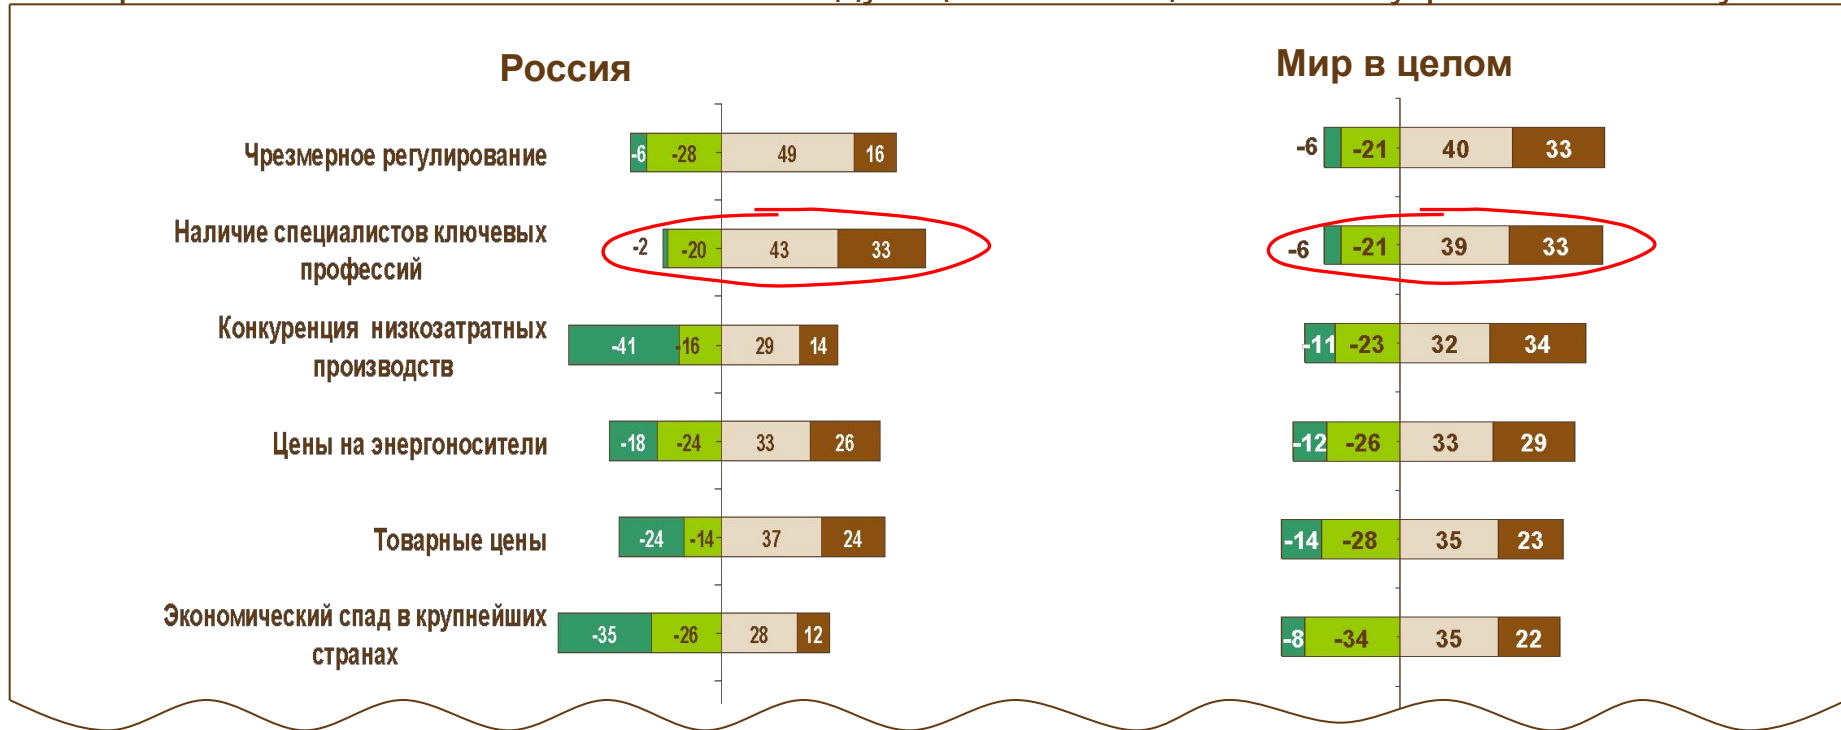 Россия
Мир в целом
Чрезмерное регулирование
-6 -28 49 16
-6 -21 40 33
Наличие специалистов ключевых
профессий
-2 -20 43 33
-6 -21 39 33
Конкуренция низкозатратных
производств
-41 -16 29 14
-11 -23 32 34
Цены на энергоносители
-18 -24 33 26
-12 -26 33 29
Товарные цены
-24 -14 37 24
-14 -28 35 23
Экономический спад в крупнейших
странах
-35 -26 28 12
-8 -34 35 22